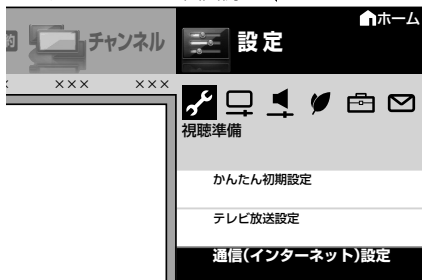 ホーム
チャンネル
設定
××× ×××
視聴準備
かんたん初期設定
テレビ放送設定
通信(インターネット)設定